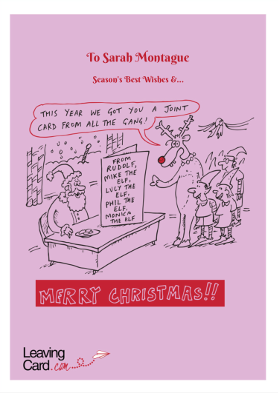 To Sarah Montague
Season's Best Wishes &...
THIS YEAR WE GOT YOU A JOINT
CARD FROM ALL THE GANG!
FROM
RUDOLF,
MIKE THE
ELF,
LUCY THE
ELF,
PHIL THE
ELF,
MONICA
THE ELF
MERRY CHRISTMAS!!
Leaving
Card.com